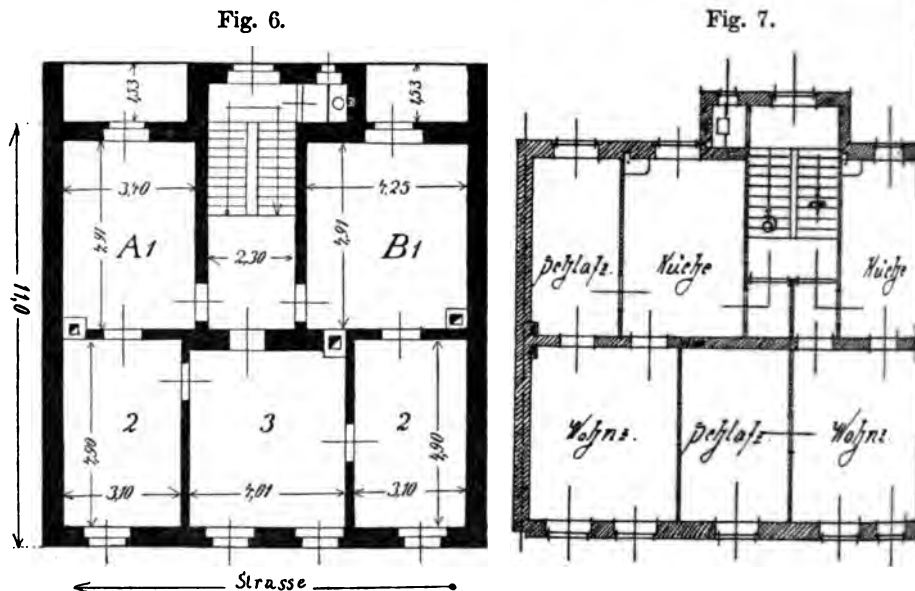 Fig. 6.
Fig. 7.
1,53
1,53
3,40
4,25
4,91
4,91
A1
B1
2,30
11,0
Schlafz.
Küche
Küche
2
3
2
4,90
4,90
3,10
4,01
3,10
Wohnz.
Schlafz.
Wohnz.
Strasse